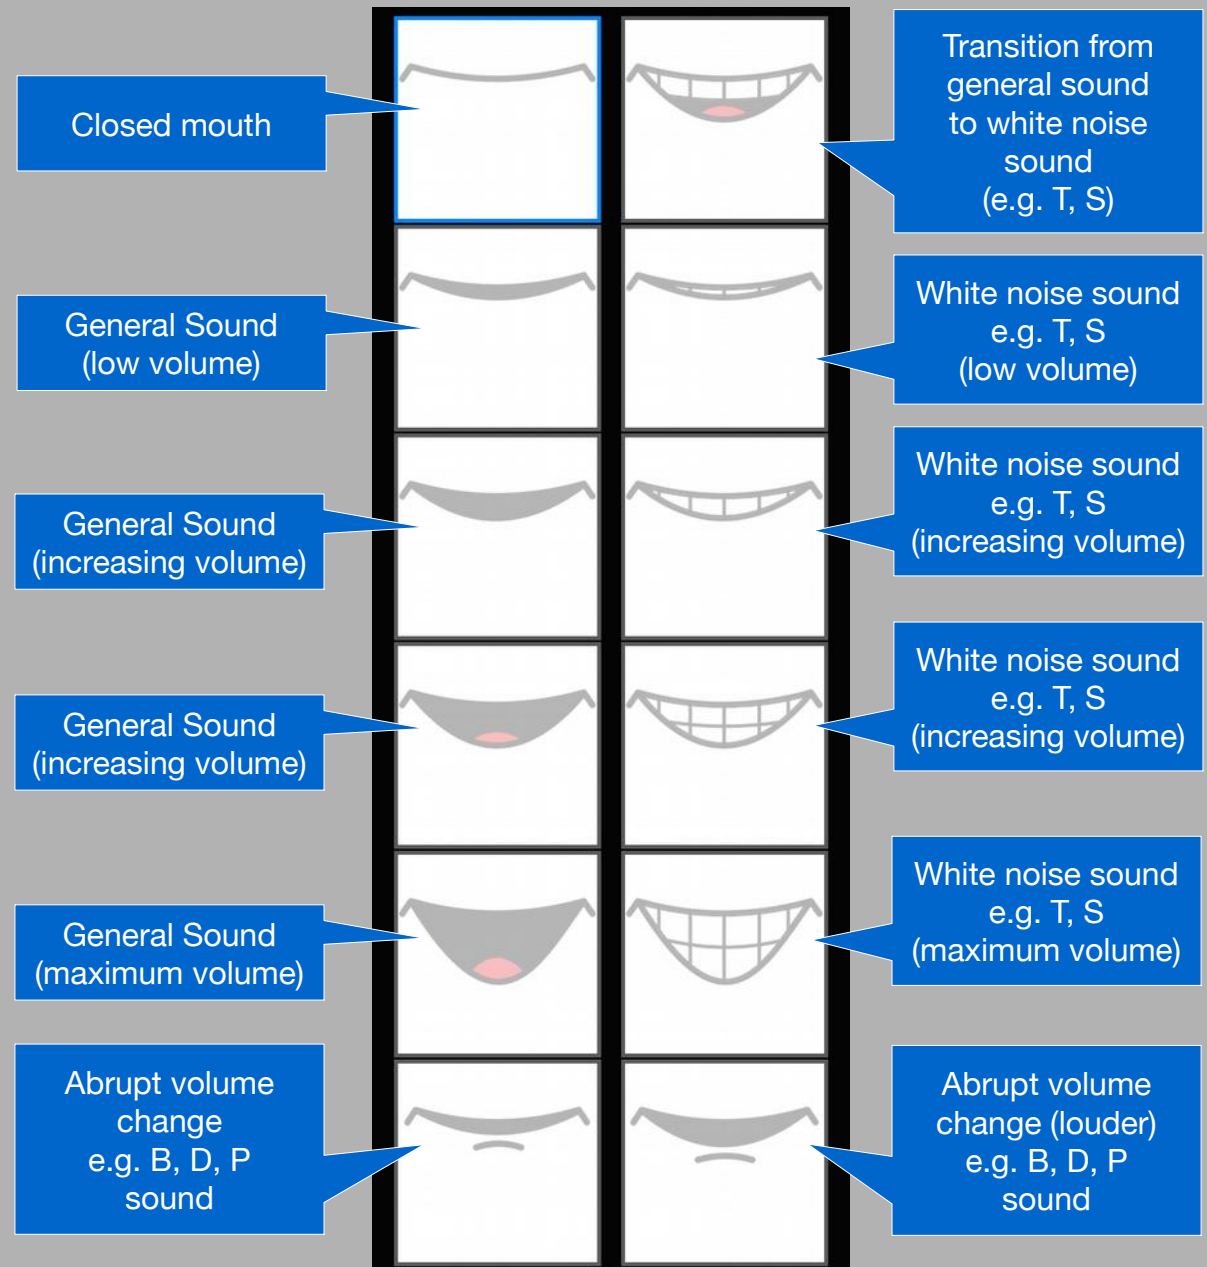 Closed mouth
Transition from
general sound
to white noise
sound
(e.g. T, S)
General Sound
(low volume)
White noise sound
e.g. T, S
(low volume)
General Sound
(increasing volume)
White noise sound
e.g. T, S
(increasing volume)
General Sound
(increasing volume)
White noise sound
e.g. T, S
(increasing volume)
General Sound
(maximum volume)
White noise sound
e.g. T, S
(maximum volume)
Abrupt volume
change
e.g. B, D, P
sound
Abrupt volume
change (louder)
e.g. B, D, P
sound